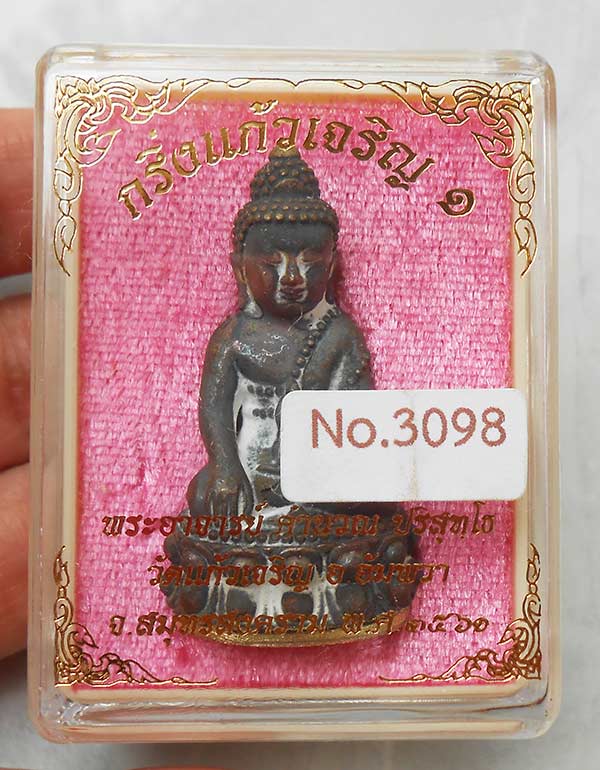 กริ่งแก้วเจริญ ๑
No.3098
พระอาจารย์ คำนวณ ปริสุทฺโธ
วัดแก้วเจริญ อ.อัมพวา
จ.สมุทรสงคราม พ.ศ.๒๕๖๐